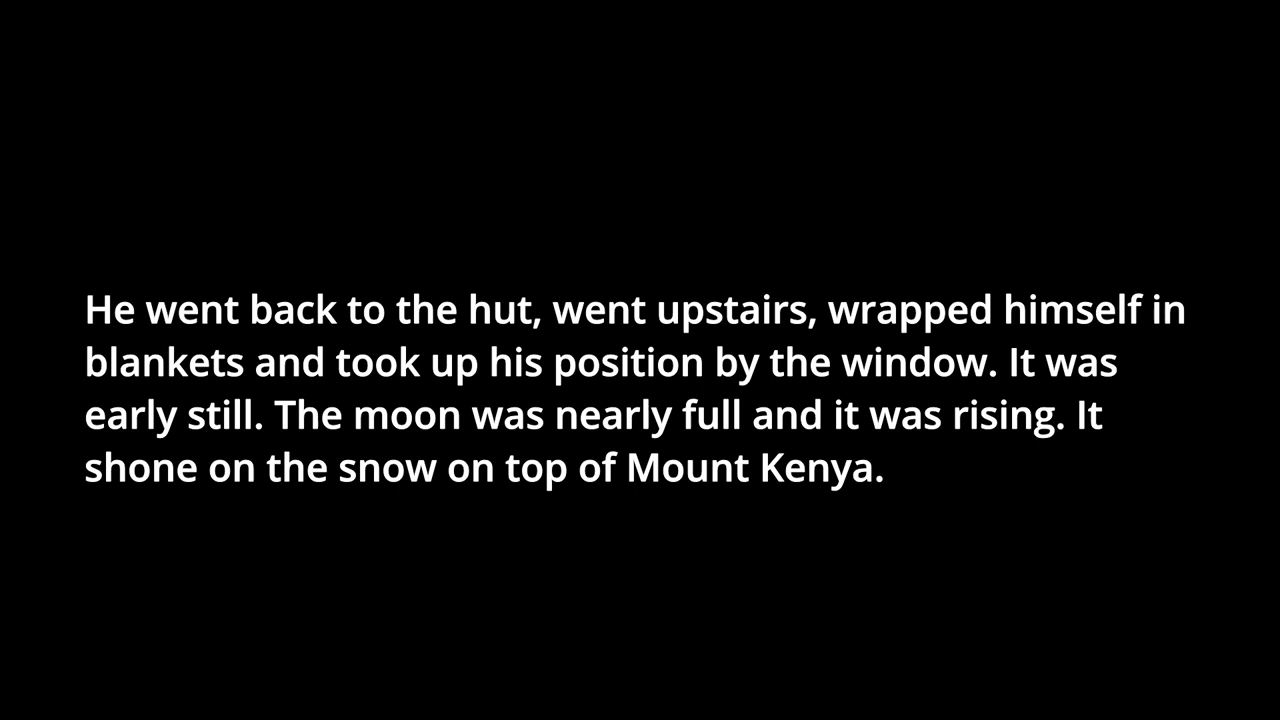 He went back to the hut, went upstairs, wrapped himself in
blankets and took up his position by the window. It was
early still. The moon was nearly full and it was rising. It
shone on the snow on top of Mount Kenya.